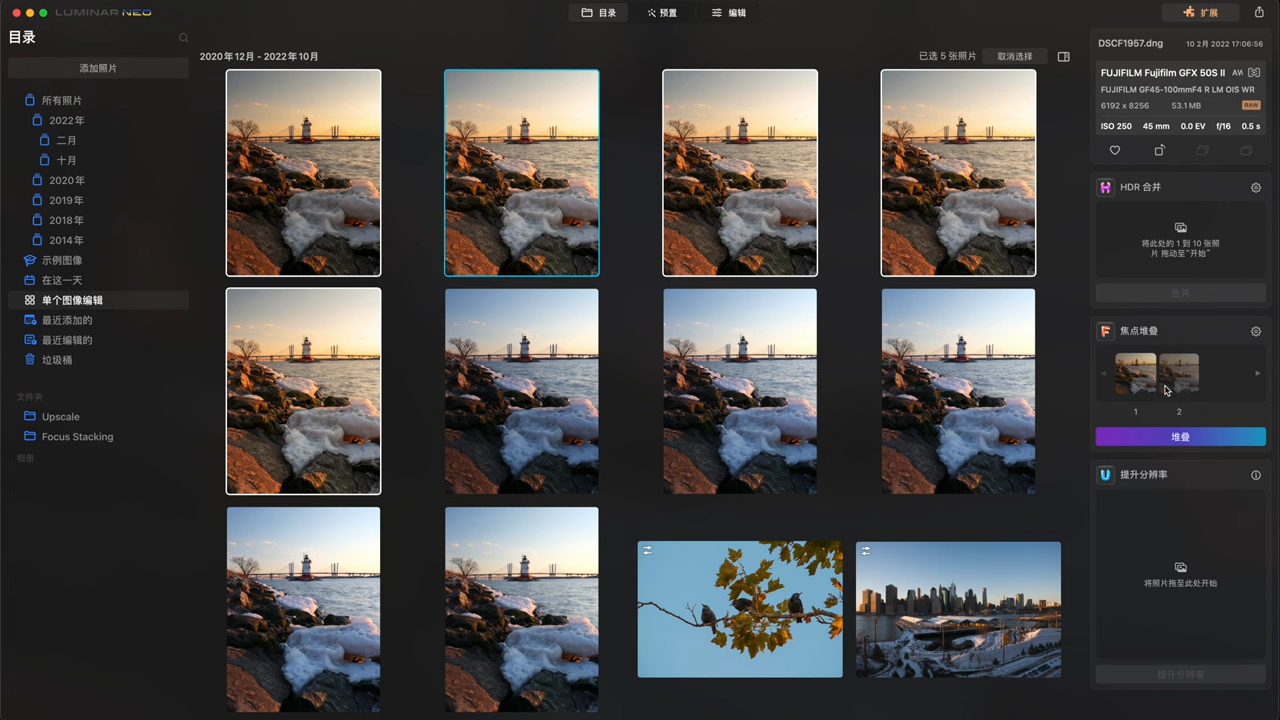 LUMINAR NEO
目录
预置
编辑
扩展
目录
添加照片
所有照片
2022年
二月
十月
2020年
2019年
2018年
2014年
示例图像
在这一天
单个图像编辑
最近添加的
最近编辑的
垃圾桶
文件夹
Upscale
Focus Stacking
相册
2020年12月 - 2022年10月
已选 5 张照片
取消选择
DSCF1957.dng
10 2月 2022 17:06:56
FUJIFILM Fujifilm GFX 50S II
AW
FUJIFILM GF45-100mmF4 R LM OIS WR
6192 x 8256
53.1 MB
RAW
ISO 250
45 mm
0.0 EV
f/16
0.5 s
HDR 合并
将此处的 1 到 10 张照
片 拖动至“开始”
合并
焦点堆叠
1
2
堆叠
提升分辨率
将照片拖至此处开始
提升分辨率